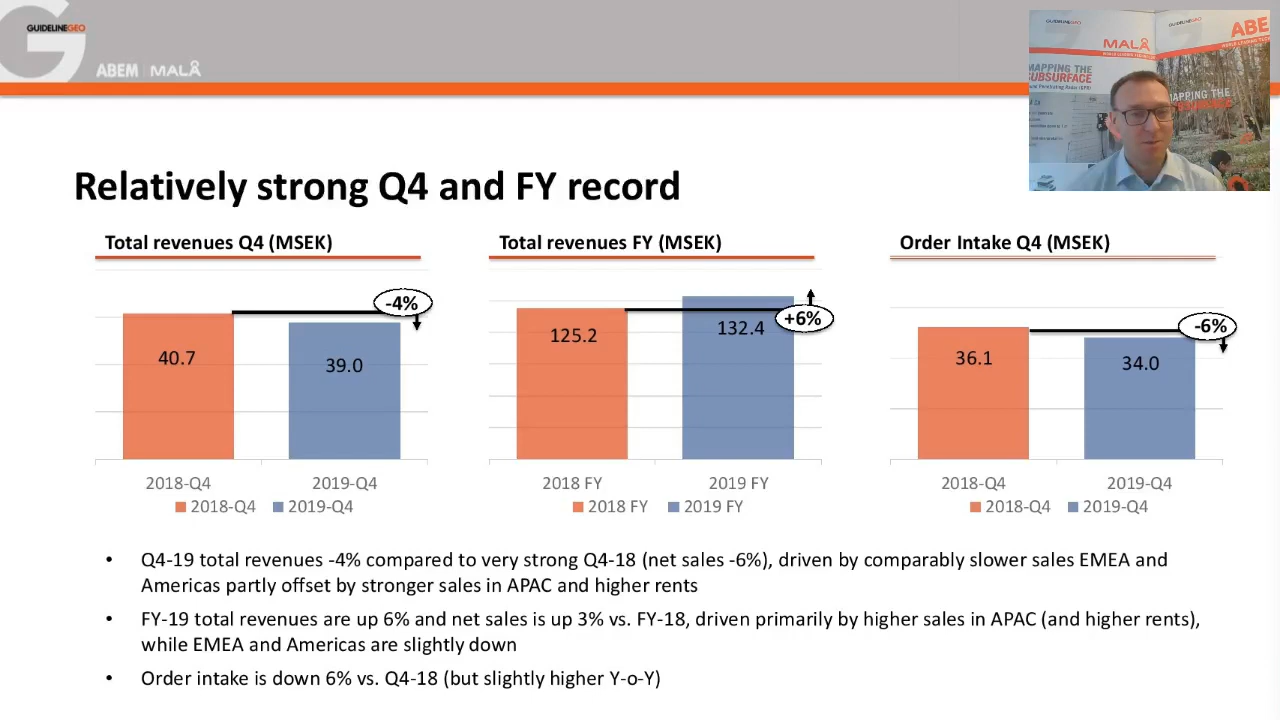 GUIDELINEGEO
ABEM MALÅ
GUIDELINEGEO
GUIDELINEGEO
MALÅ
ABE
MAPPING THE
SUBSURFACE
MAPPING THE
SUBSURFACE
Relatively strong Q4 and FY record
Total revenues Q4 (MSEK)
-4%
40.7
39.0
2018-Q4
2019-Q4
2018-Q4
2019-Q4
Total revenues FY (MSEK)
+6%
125.2
132.4
2018 FY
2019 FY
2018 FY
2019 FY
Order Intake Q4 (MSEK)
-6%
36.1
34.0
2018-Q4
2019-Q4
2018-Q4
2019-Q4
• Q4-19 total revenues -4% compared to very strong Q4-18 (net sales -6%), driven by comparably slower sales EMEA and
Americas partly offset by stronger sales in APAC and higher rents
• FY-19 total revenues are up 6% and net sales is up 3% vs. FY-18, driven primarily by higher sales in APAC (and higher rents),
while EMEA and Americas are slightly down
• Order intake is down 6% vs. Q4-18 (but slightly higher Y-o-Y)